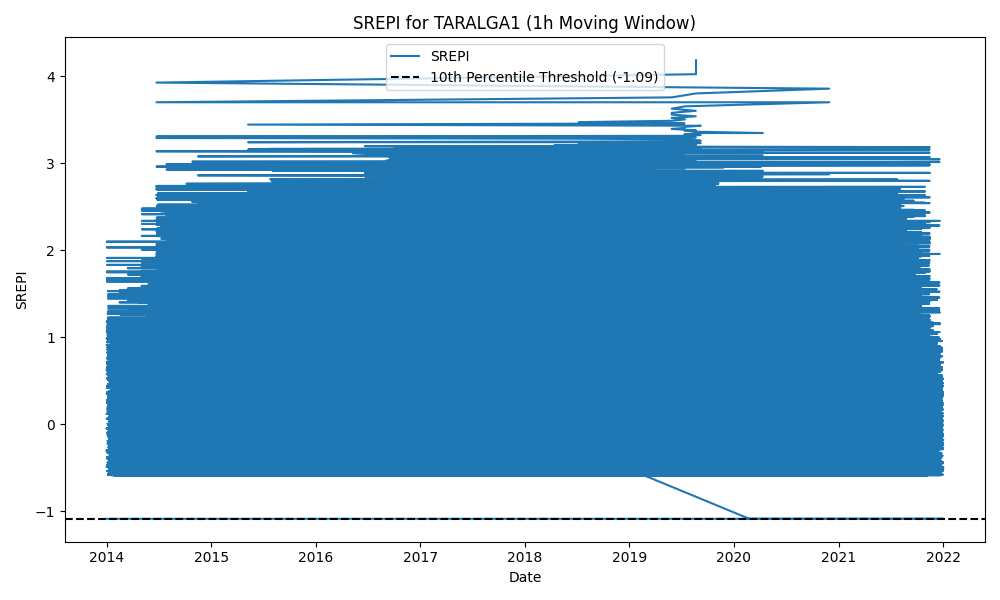 SREPI for TARALGA1 (1h Moving Window)
SREPI
10th Percentile Threshold (-1.09)
4
3
2
1
0
−1
SREPI
2014 2015 2016 2017 2018 2019 2020 2021 2022
Date